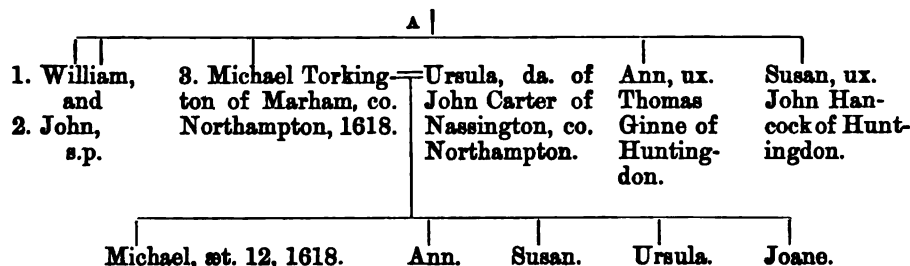 A
1. William,
and
2. John,
s.p.
3. Michael Torking-
ton of Marham, co.
Northampton, 1618.
Ursula, da. of
John Carter of
Nassington, co.
Northampton.
Ann, ux.
Thomas
Ginne of
Hunting-
don.
Susan, ux.
John Han-
cock of Hunt-
ingdon.
Michael, æt. 12, 1618.
Ann.
Susan.
Ursula.
Joane.